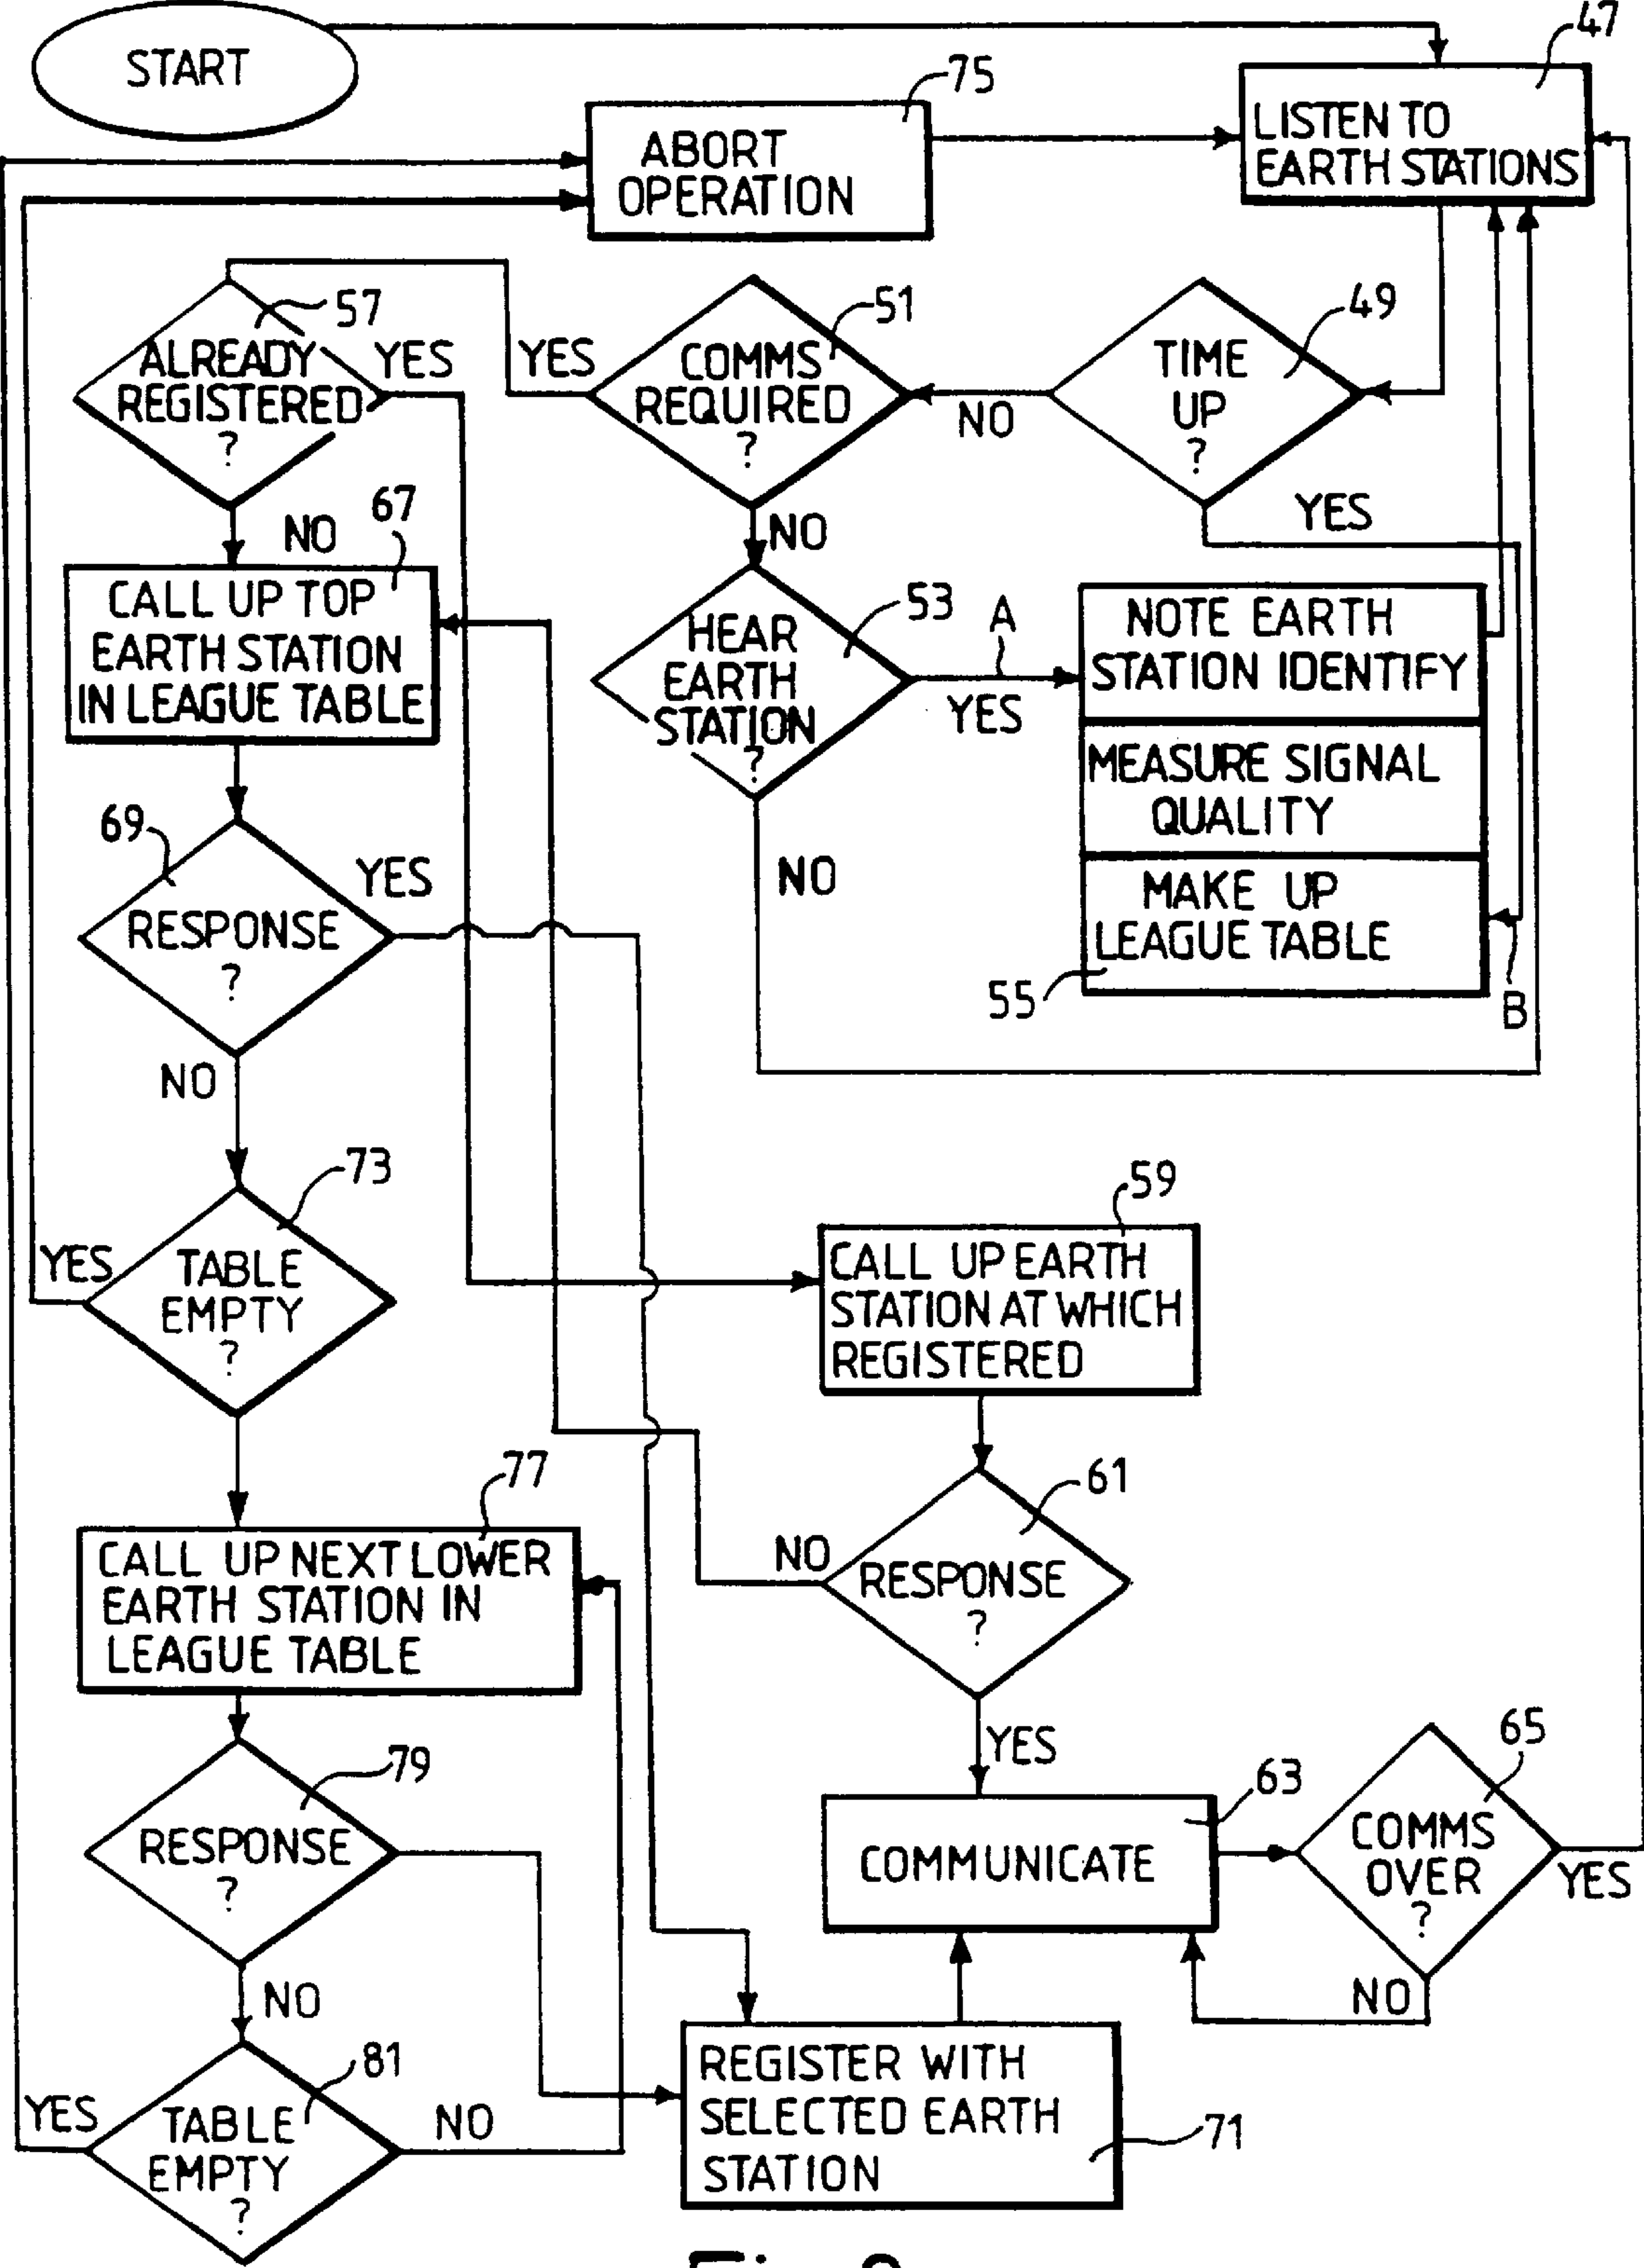 START
47
75
LISTEN TO
EARTH STATIONS
ABORT
OPERATION
57
ALREADY
REGISTERED
?
YES
YES
51
COMMS
REQUIRED
?
49
TIME
UP
?
NO
YES
NO
67
NO
CALL UP TOP
EARTH STATION
IN LEAGUE TABLE
53
HEAR
EARTH
STATION
?
A
YES
NOTE EARTH
STATION IDENTIFY
MEASURE SIGNAL
QUALITY
MAKE UP
LEAGUE TABLE
55
B
NO
69
YES
RESPONSE
?
NO
73
YES
TABLE
EMPTY
?
59
CALL UP EARTH
STATION AT WHICH
REGISTERED
77
CALL UP NEXT LOWER
EARTH STATION IN
LEAGUE TABLE
61
NO
RESPONSE
?
YES
79
RESPONSE
?
NO
63
COMMUNICATE
65
COMMS
OVER
?
YES
NO
81
YES
TABLE
EMPTY
?
NO
REGISTER WITH
SELECTED EARTH
STATION
71